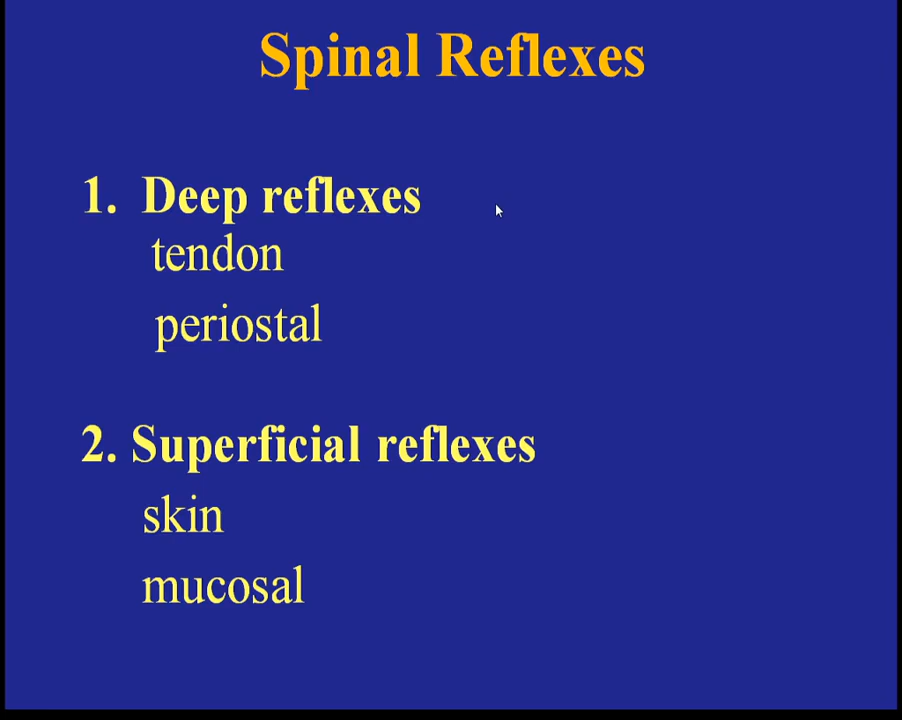 Spinal Reflexes
1. Deep reflexes
tendon
periostal
2. Superficial reflexes
skin
mucosal